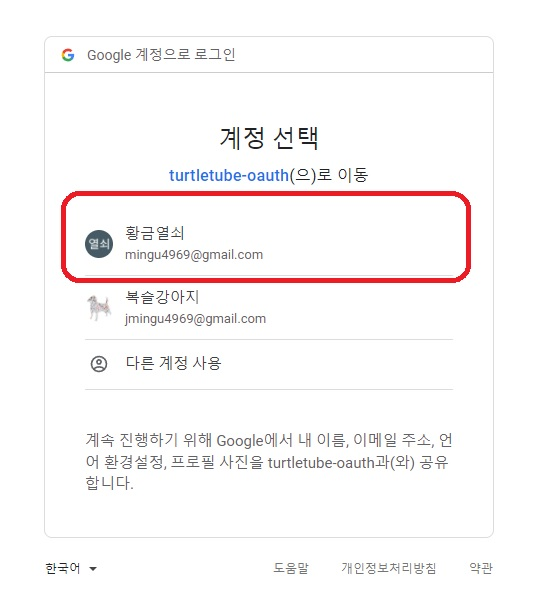 Google 계정으로 로그인
계정 선택
turtletube-oauth(으)로 이동
열쇠
황금열쇠
mingu4969@gmail.com
복슬강아지
jmingu4969@gmail.com
다른 계정 사용
계속 진행하기 위해 Google에서 내 이름, 이메일 주소, 언
어 환경설정, 프로필 사진을 turtletube-oauth과(와) 공유
합니다.
한국어
도움말 개인정보처리방침 약관